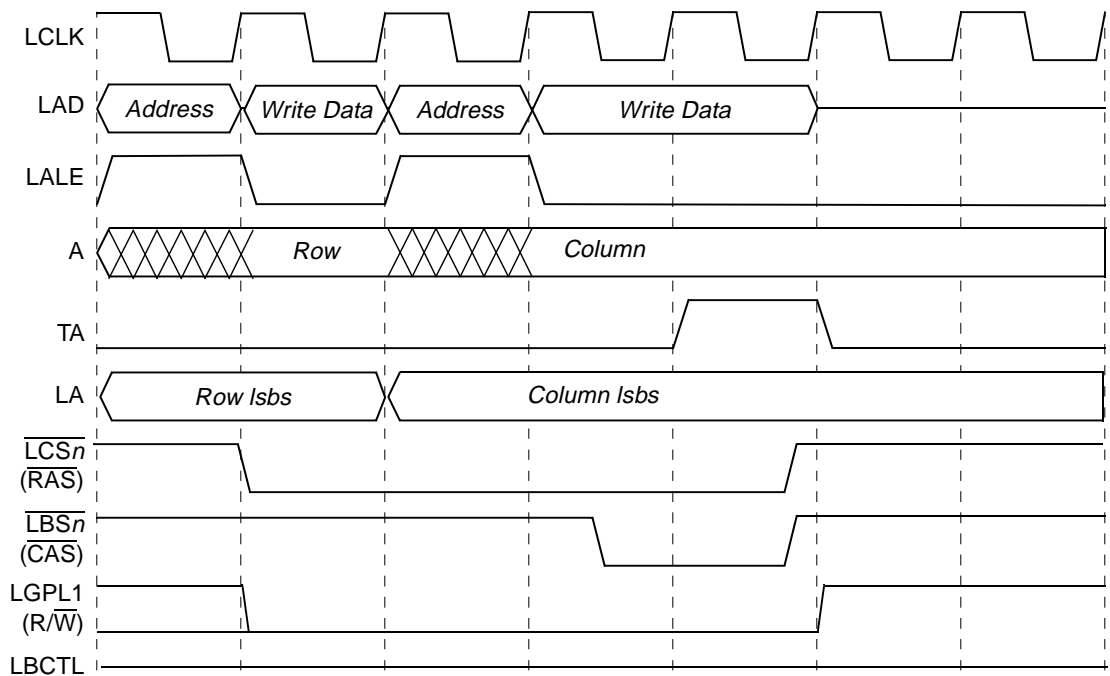 LCLK
LAD Address Write Data Address Write Data
LALE
A Row Column
TA
LA Row lsbs Column lsbs
LCSn
(RAS)
LBSn
(CAS)
LGPL1
(R/W)
LBCTL